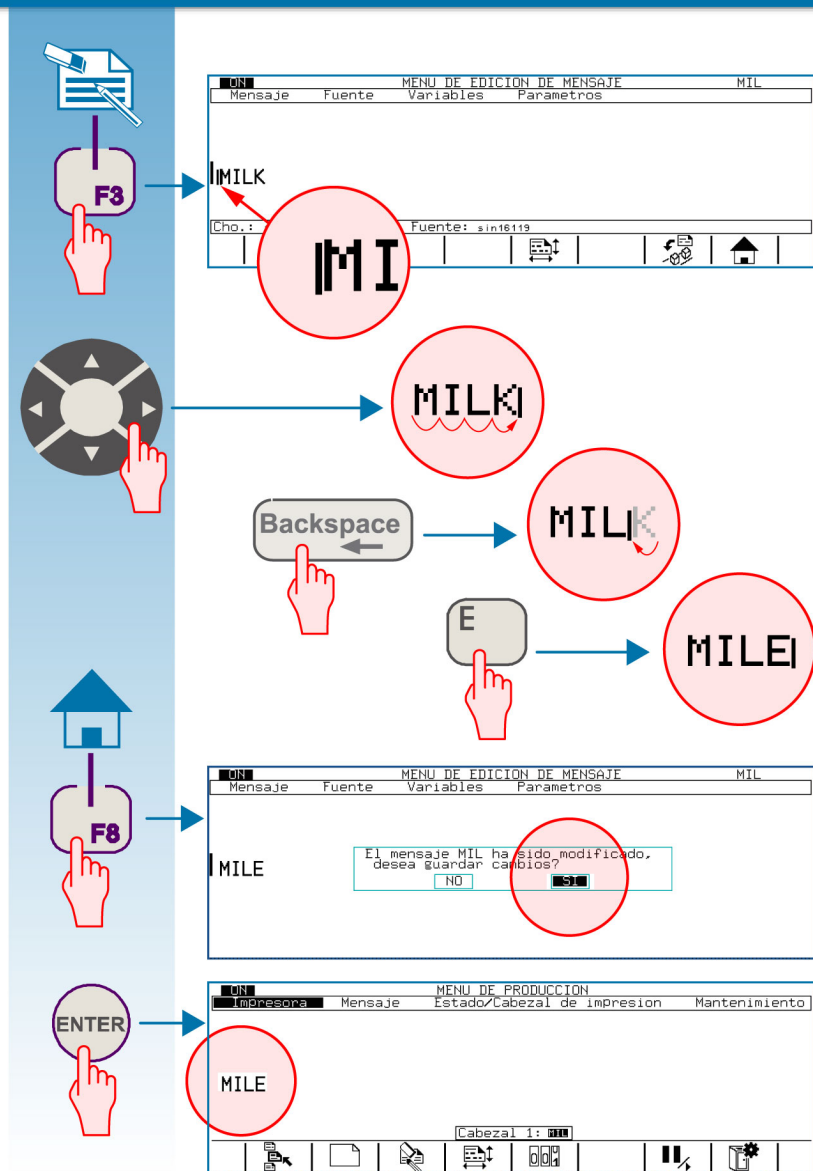 ON MENU DE EDICION DE MENSAJE MIL
Mensaje Fuente Variables Parametros
F3
MILK
MI
Cho.: Fuente: sin16119
MILK
Backspace
MILK
E
MILE
ON MENU DE EDICION DE MENSAJE MIL
Mensaje Fuente Variables Parametros
F8
MILE
El mensaje MIL ha sido modificado,
desea guardar cambios?
NO SI
ON MENU DE PRODUCCION
Impresora Mensaje Estado/Cabezal de impresion Mantenimiento
ENTER
MILE
Cabezal 1: MIL